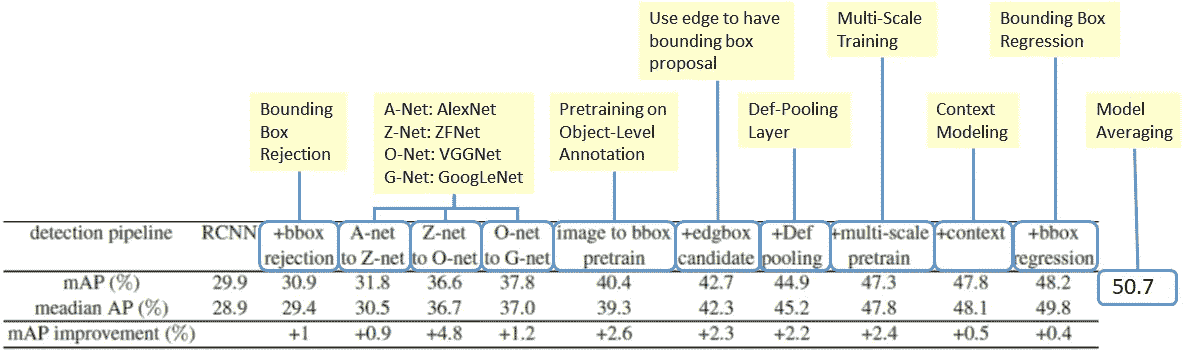 Use edge to have
bounding box
proposal
Multi-Scale
Training
Bounding Box
Regression
Bounding
Box
Rejection
A-Net: AlexNet
Z-Net: ZFNet
O-Net: VGGNet
G-Net: GoogLeNet
Pretraining on
Object-Level
Annotation
Def-Pooling
Layer
Context
Modeling
Model
Averaging
detection pipeline RCNN +bbox A-net Z-net O-net image to bbox +edgbox +Def +multi-scale +context +bbox
rejection to Z-net to O-net to G-net pretrain candidate pooling pretrain regression
mAP (%) 29.9 30.9 31.8 36.6 37.8 40.4 42.7 44.9 47.3 47.8 48.2
50.7
meadian AP (%) 28.9 29.4 30.5 36.7 37.0 39.3 42.3 45.2 47.8 48.1 49.8
mAP improvement (%) +1 +0.9 +4.8 +1.2 +2.6 +2.3 +2.2 +2.4 +0.5 +0.4